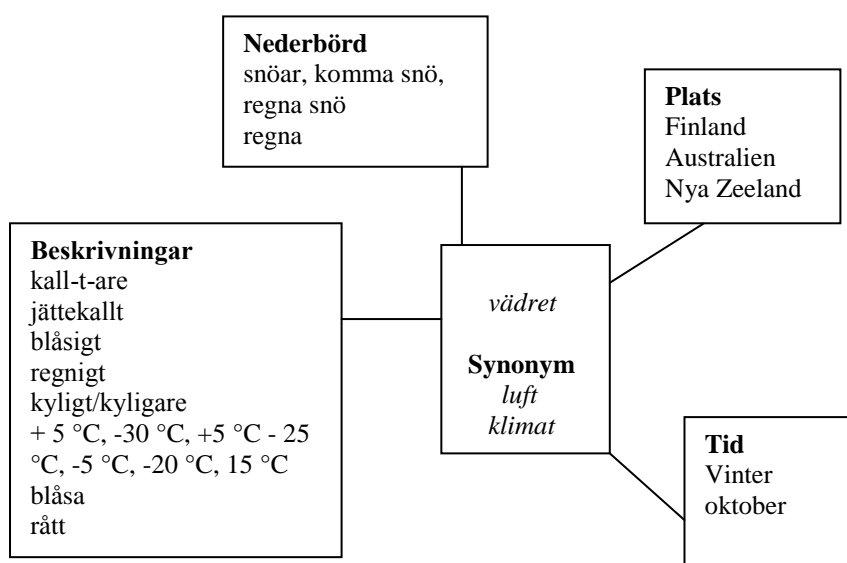 Nederbörd
snöar, komma snö,
regna snö
regna
Plats
Finland
Australien
Nya Zeeland
Beskrivningar
kall-t-are
jättekallt
blåsigt
regnigt
kyligt/kyligare
+ 5 °C, -30 °C, +5 °C - 25
°C, -5 °C, -20 °C, 15 °C
blåsa
rått
vädret
Synonym
luft
klimat
Tid
Vinter
oktober